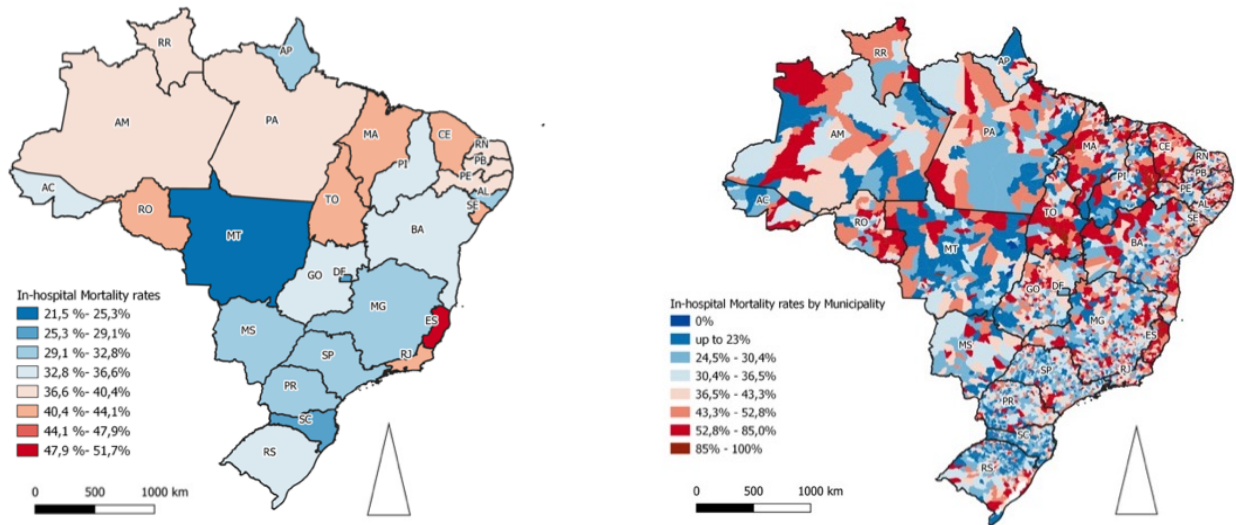 RR
AP
AM
PA
MA
CE
RN
PB
PE
AL
SE
PI
AC
RO
TO
MT
BA
GO
DF
MG
ES
MS
SP
RJ
PR
SC
RS
In-hospital Mortality rates
21,5 %- 25,3%
25,3 %- 29,1%
29,1 %- 32,8%
32,8 %- 36,6%
36,6 %- 40,4%
40,4 %- 44,1%
44,1 %- 47,9%
47,9 %- 51,7%
0 500 1000 km
RR
AP
AM
PA
MA
CE
RN
PB
PE
AL
SE
PI
AC
RO
TO
MT
BA
GO
DF
MG
ES
MS
SP
RJ
PR
SC
RS
In-hospital Mortality rates by Municipality
0%
up to 23%
24,5% - 30,4%
30,4% - 36,5%
36,5% - 43,3%
43,3% - 52,8%
52,8% - 85,0%
85% - 100%
0 500 1000 km